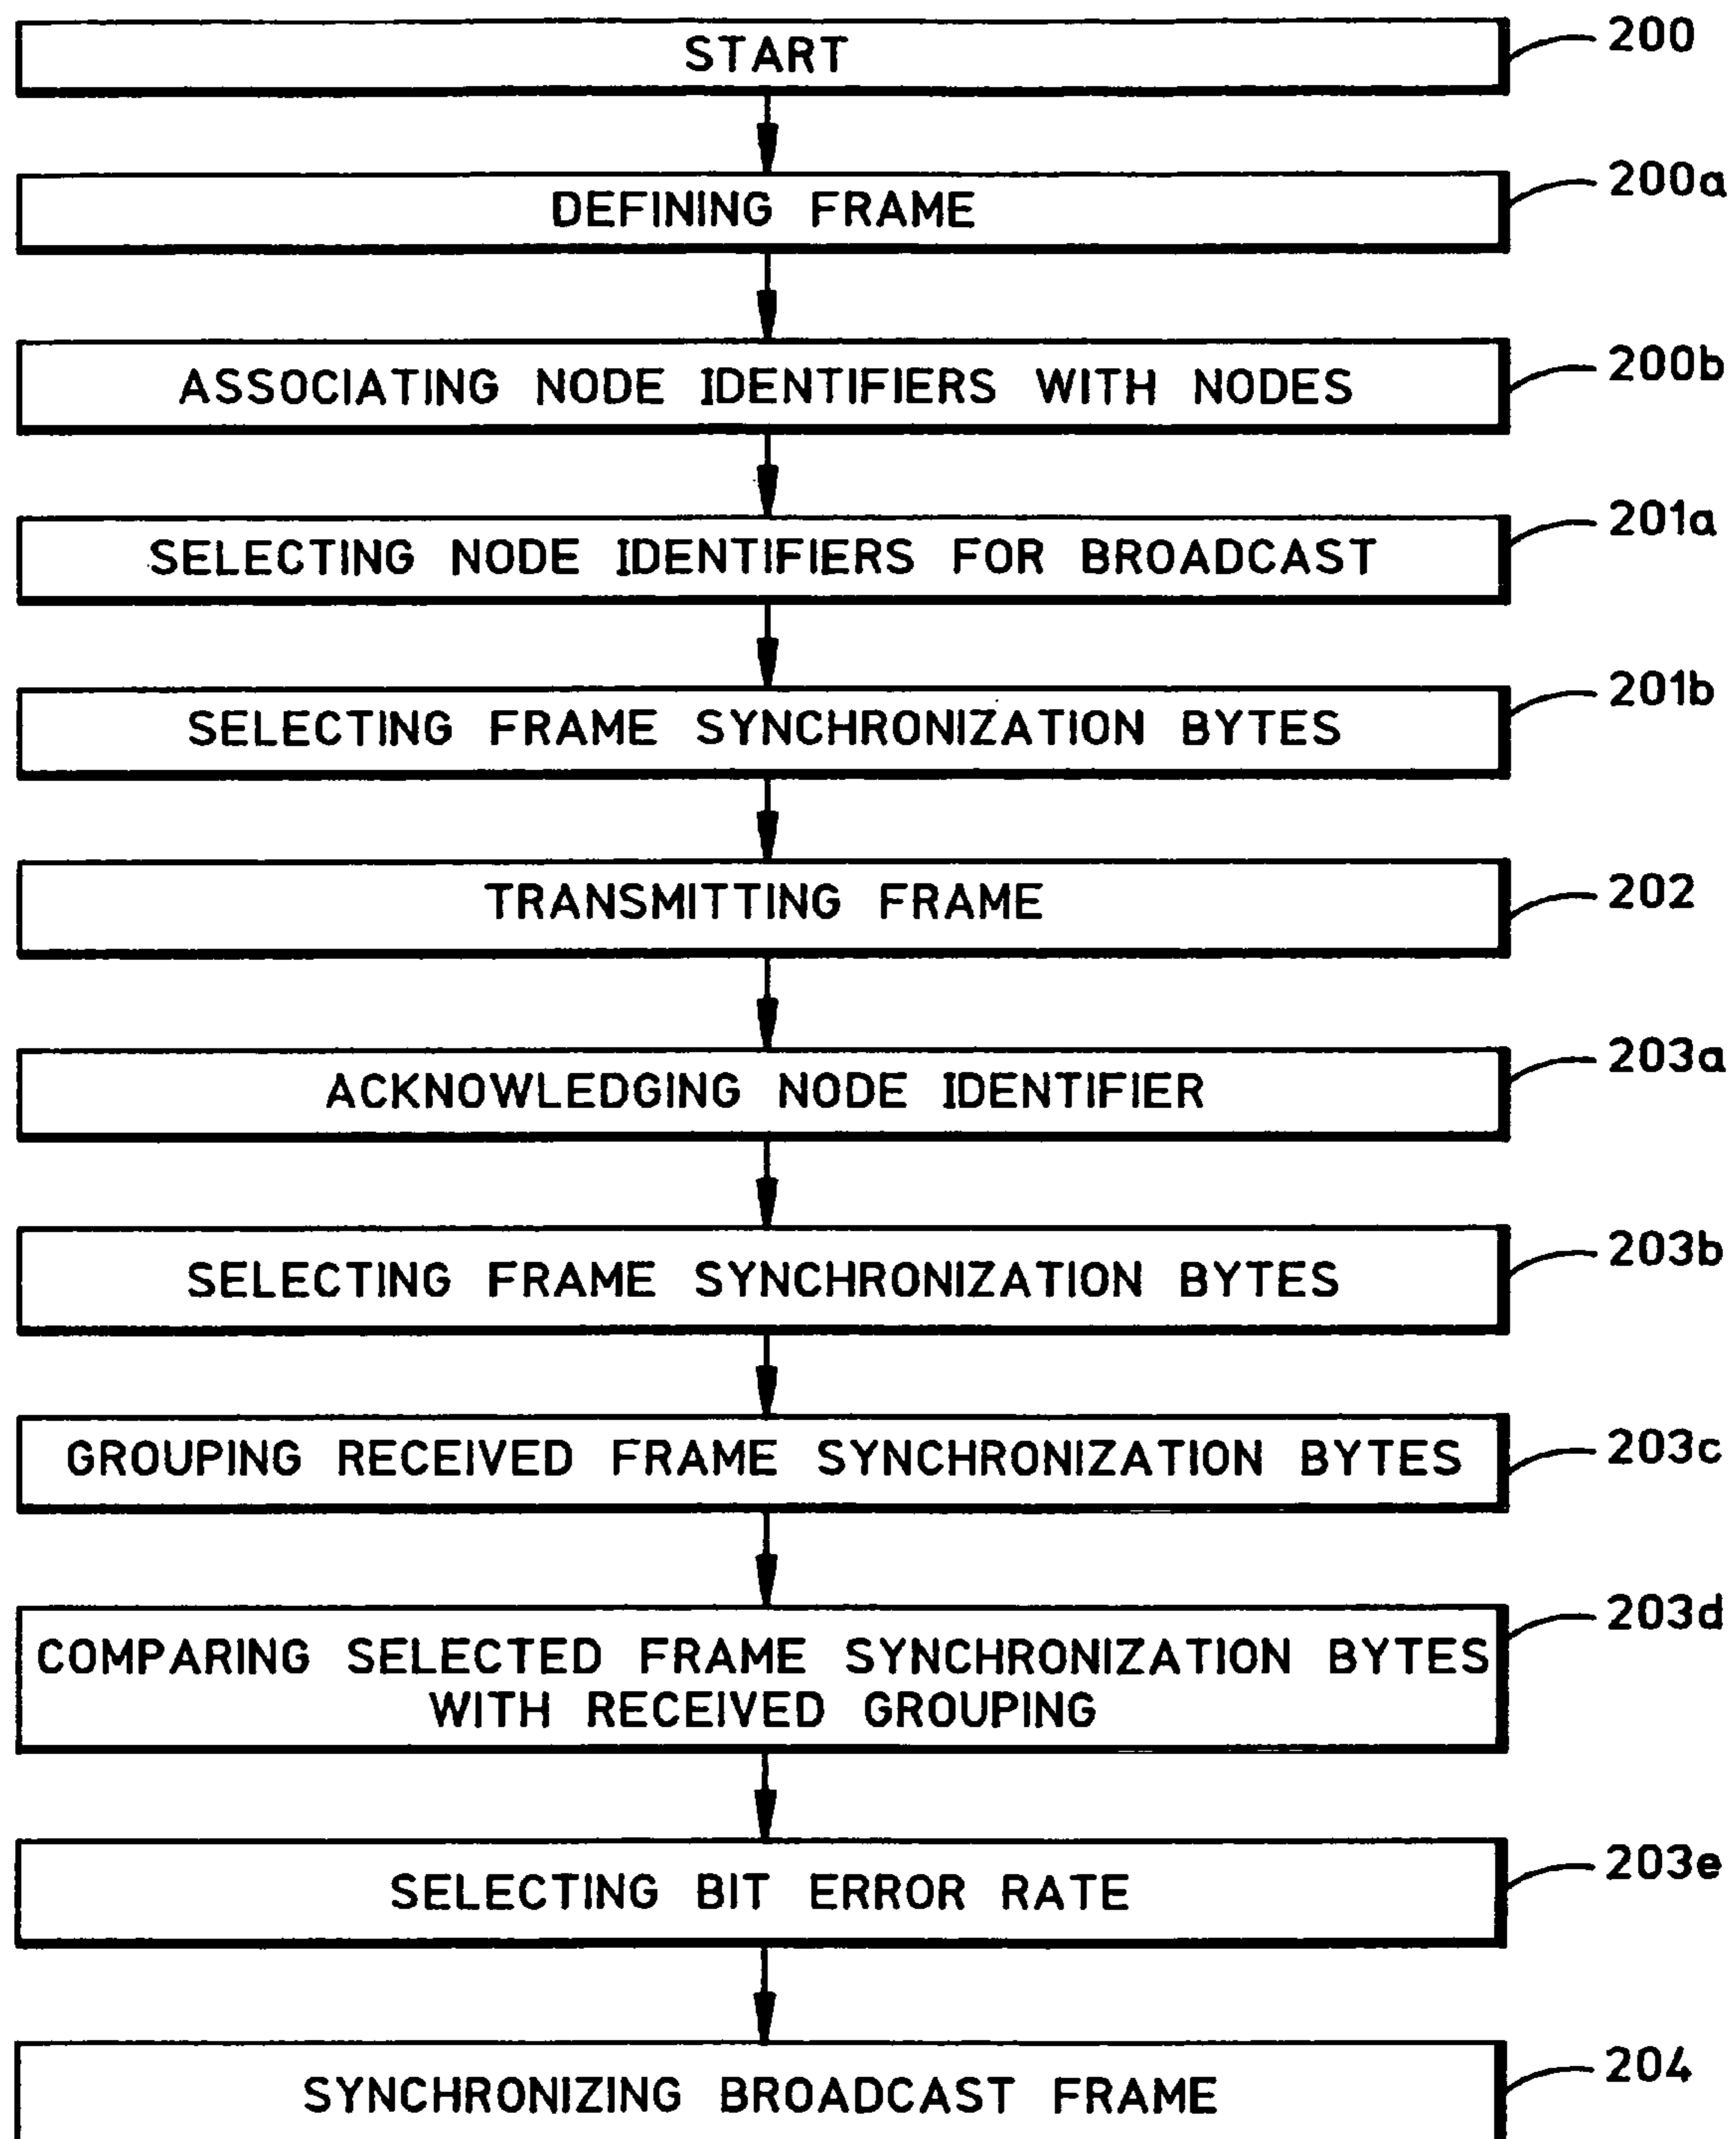 START 200
DEFINING FRAME 200a
ASSOCIATING NODE IDENTIFIERS WITH NODES 200b
SELECTING NODE IDENTIFIERS FOR BROADCAST 201a
SELECTING FRAME SYNCHRONIZATION BYTES 201b
TRANSMITTING FRAME 202
ACKNOWLEDGING NODE IDENTIFIER 203a
SELECTING FRAME SYNCHRONIZATION BYTES 203b
GROUPING RECEIVED FRAME SYNCHRONIZATION BYTES 203c
COMPARING SELECTED FRAME SYNCHRONIZATION BYTES 203d
WITH RECEIVED GROUPING
SELECTING BIT ERROR RATE 203e
SYNCHRONIZING BROADCAST FRAME 204